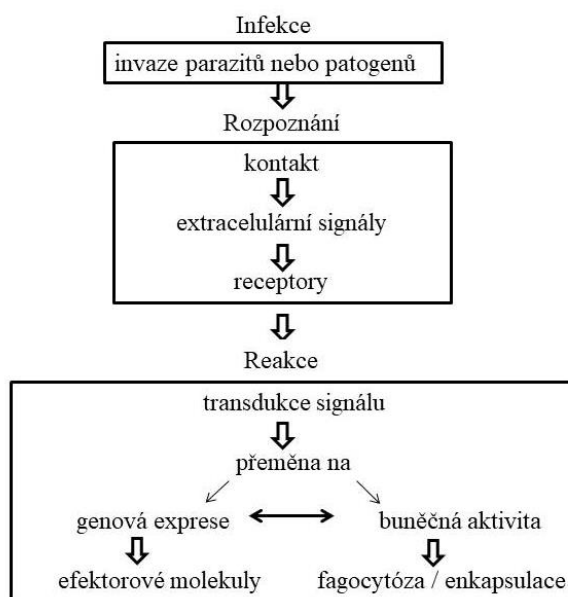 Infekce
invaze parazitů nebo patogenů
Rozpoznání
kontakt
extracelulární signály
receptory
Reakce
transdukce signálu
přeměna na
genová exprese
buněčná aktivita
efektorové molekuly
fagocytóza / enkapsulace